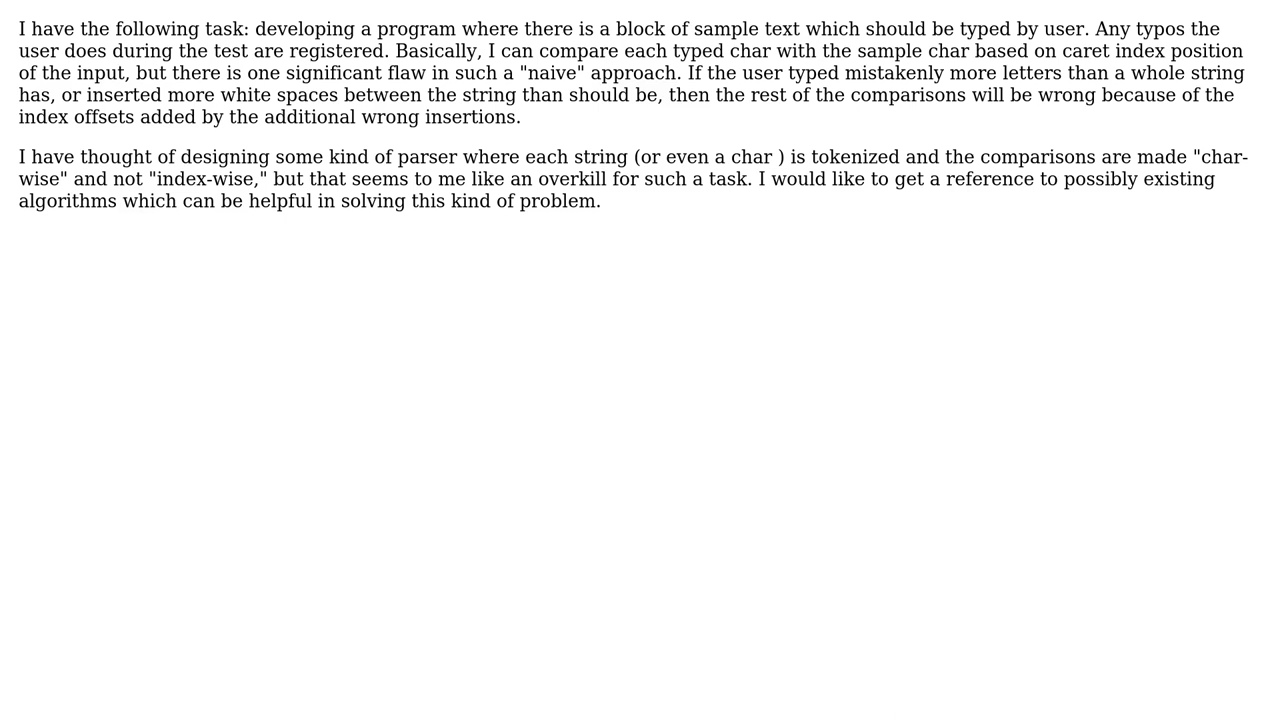 I have the following task: developing a program where there is a block of sample text which should be typed by user. Any typos the
user does during the test are registered. Basically, I can compare each typed char with the sample char based on caret index position
of the input, but there is one significant flaw in such a "naive" approach. If the user typed mistakenly more letters than a whole string
has, or inserted more white spaces between the string than should be, then the rest of the comparisons will be wrong because of the
index offsets added by the additional wrong insertions.
I have thought of designing some kind of parser where each string (or even a char ) is tokenized and the comparisons are made "char-
wise" and not "index-wise," but that seems to me like an overkill for such a task. I would like to get a reference to possibly existing
algorithms which can be helpful in solving this kind of problem.